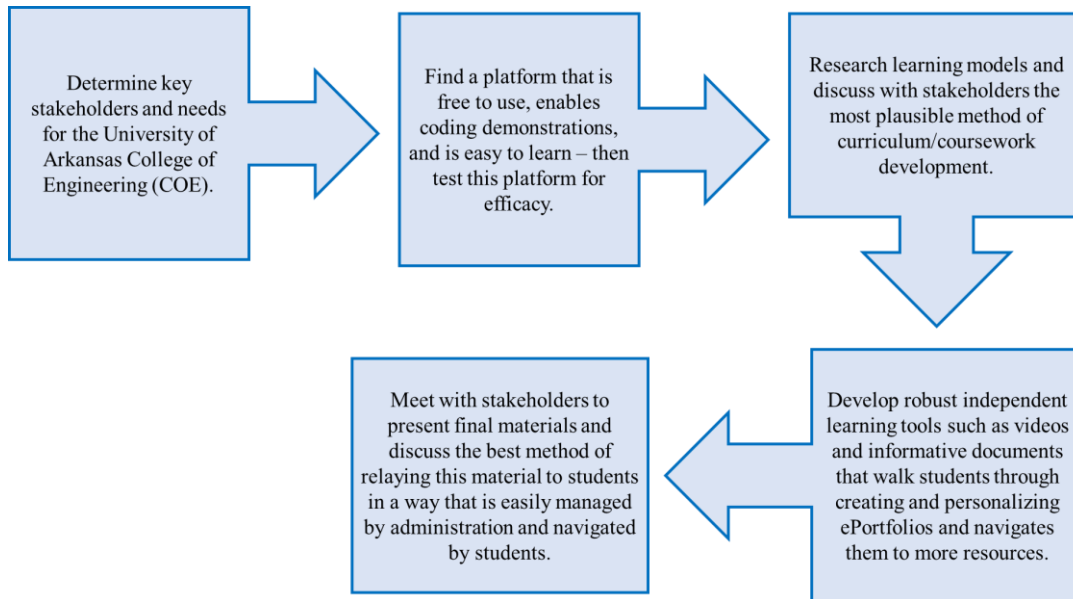 Determine key
stakeholders and needs
for the University of
Arkansas College of
Engineering (COE).
Find a platform that is
free to use, enables
coding demonstrations,
and is easy to learn – then
test this platform for
efficacy.
Research learning models and
discuss with stakeholders the
most plausible method of
curriculum/coursework
development.
Develop robust independent
learning tools such as videos
and informative documents
that walk students through
creating and personalizing
ePortfolios and navigates
them to more resources.
Meet with stakeholders to
present final materials and
discuss the best method of
relaying this material to students
in a way that is easily managed
by administration and navigated
by students.